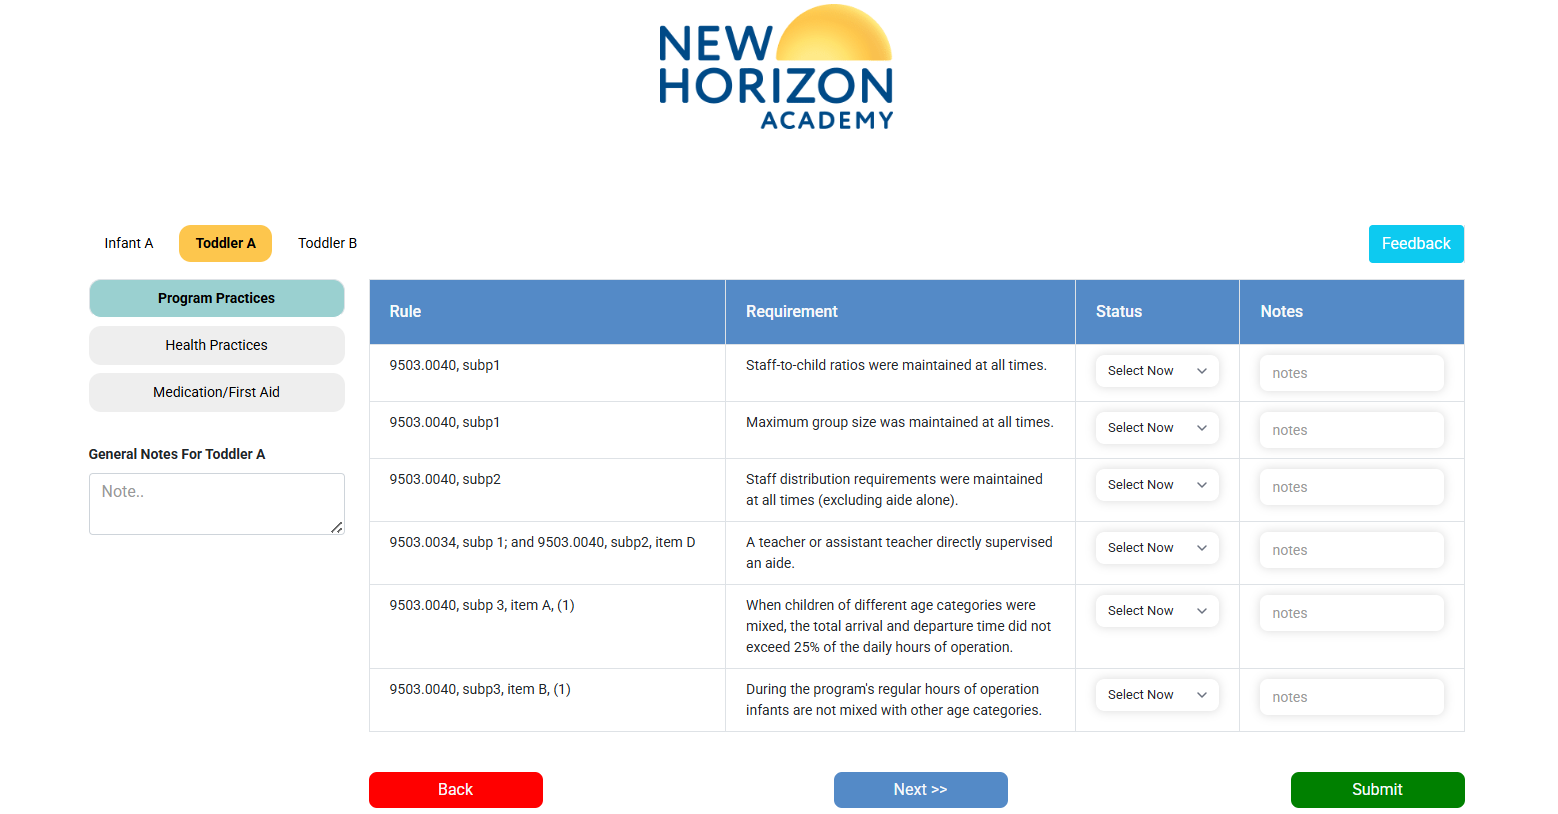 NEW
HORIZON
ACADEMY
Infant A
Toddler A
Toddler B
Feedback
Program Practices
Health Practices
Medication/First Aid
General Notes For Toddler A
Note..
Rule
Requirement
Status
Notes
9503.0040, subp1
Staff-to-child ratios were maintained at all times.
Select Now
notes
9503.0040, subp1
Maximum group size was maintained at all times.
Select Now
notes
9503.0040, subp2
Staff distribution requirements were maintained
at all times (excluding aide alone).
Select Now
notes
9503.0034, subp 1; and 9503.0040, subp2, item D
A teacher or assistant teacher directly supervised
an aide.
Select Now
notes
9503.0040, subp 3, item A, (1)
When children of different age categories were
mixed, the total arrival and departure time did not
exceed 25% of the daily hours of operation.
Select Now
notes
9503.0040, subp3, item B, (1)
During the program's regular hours of operation
infants are not mixed with other age categories.
Select Now
notes
Back
Next >>
Submit